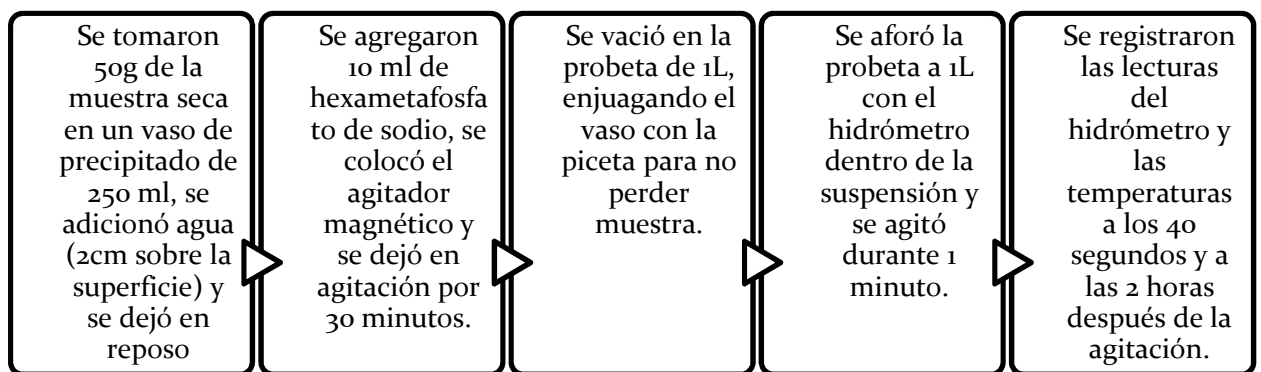 Se tomaron
50g de la
muestra seca
en un vaso de
precipitado de
250 ml, se
adicionó agua
(2cm sobre la
superficie) y
se dejó en
reposo
Se agregaron
10 ml de
hexametafosfa
to de sodio, se
colocó el
agitador
magnético y
se dejó en
agitación por
30 minutos.
Se vació en la
probeta de 1L,
enjuagando el
vaso con la
piceta para no
perder
muestra.
Se aforó la
probeta a 1L
con el
hidrómetro
dentro de la
suspensión y
se agitó
durante 1
minuto.
Se registraron
las lecturas
del
hidrómetro y
las
temperaturas
a los 40
segundos y a
las 2 horas
después de la
agitación.